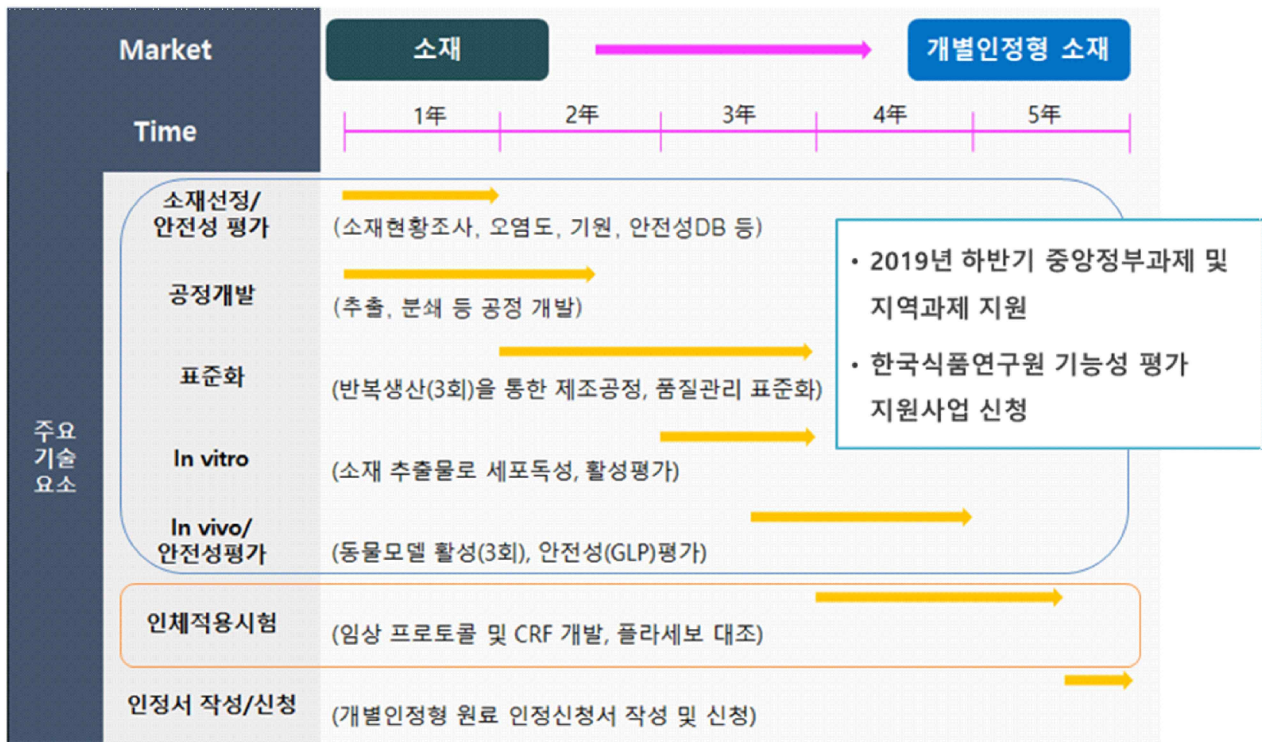 Market
소재
개별인정형 소재
Time
1年
2年
3年
4年
5年
주요
기술
요소
소재선정/
안전성 평가
(소재현황조사, 오염도, 기원, 안전성DB 등)
공정개발
(추출, 분쇄 등 공정 개발)
표준화
(반복생산(3회)을 통한 제조공정, 품질관리 표준화)
In vitro
(소재 추출물로 세포독성, 활성평가)
In vivo/
안전성평가
(동물모델 활성(3회), 안전성(GLP)평가)
인체적용시험
(임상 프로토콜 및 CRF 개발, 플라세보 대조)
인정서 작성/신청
(개별인정형 원료 인정신청서 작성 및 신청)
• 2019년 하반기 중앙정부과제 및
지역과제 지원
• 한국식품연구원 기능성 평가
지원사업 신청